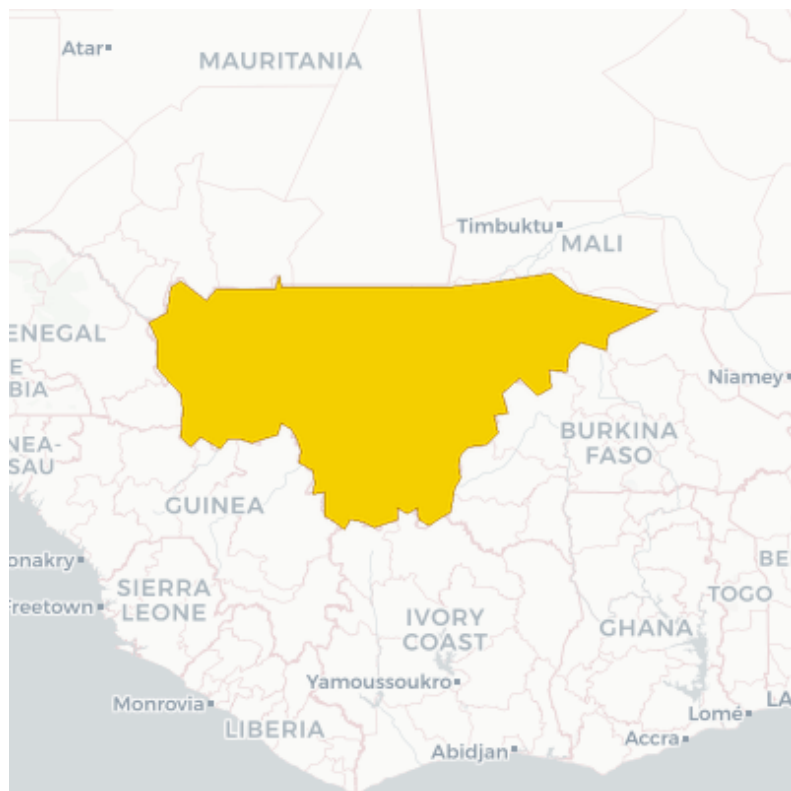 Atar
MAURITANIA
Timbuktu
MALI
ENEGAL
E
BIA
Niamey
NEA-
SAU
BURKINA
FASO
GUINEA
onakry
BE
SIERRA
LEONE
TOGO
Freetown
IVORY
COAST
GHANA
Yamoussoukro
LA
Monrovia
Lomé
LIBERIA
Accra
Abidjan